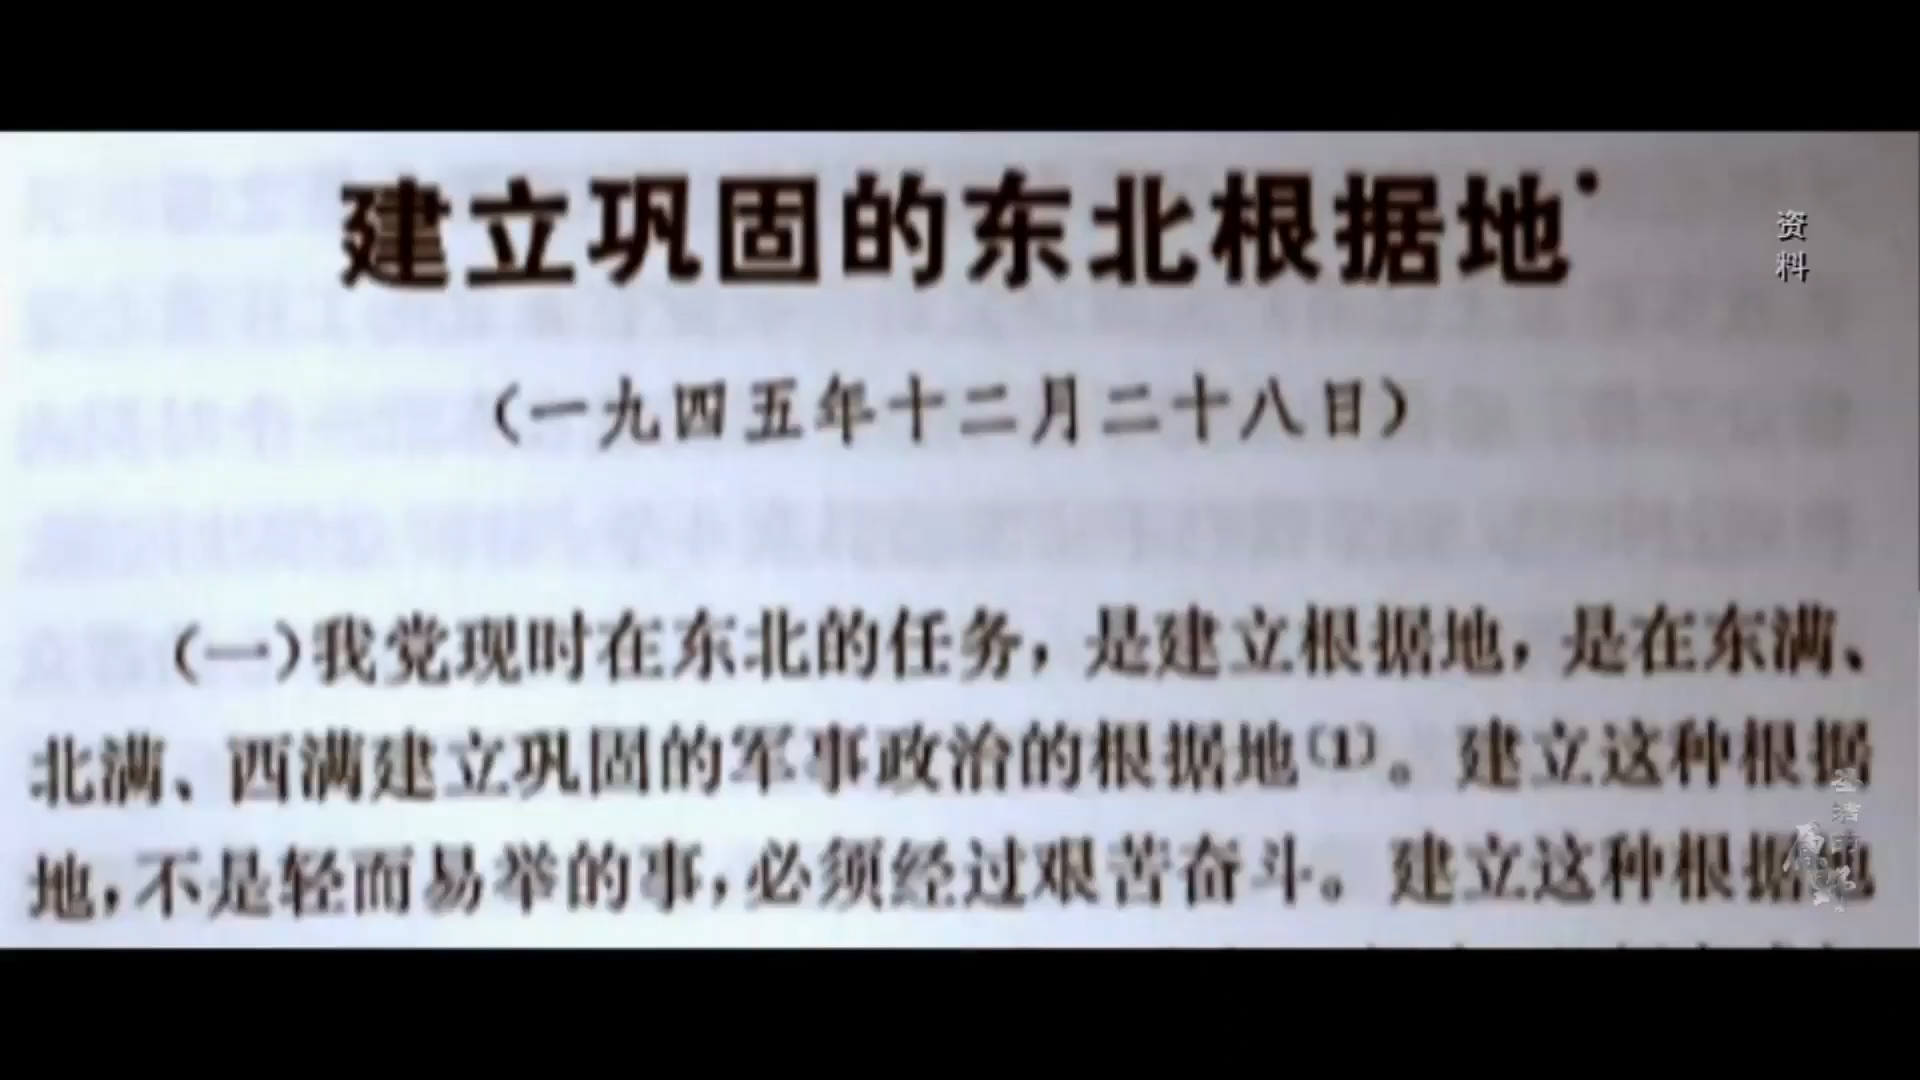 建立巩固的东北根据地*
（一九四五年十二月二十八日）
（一）我党现时在东北的任务，是建立根据地，是在东满、
北满、西满建立巩固的军事政治的根据地〔1〕。建立这种根据
地，不是轻而易举的事，必须经过艰苦奋斗。建立这种根据地
资料